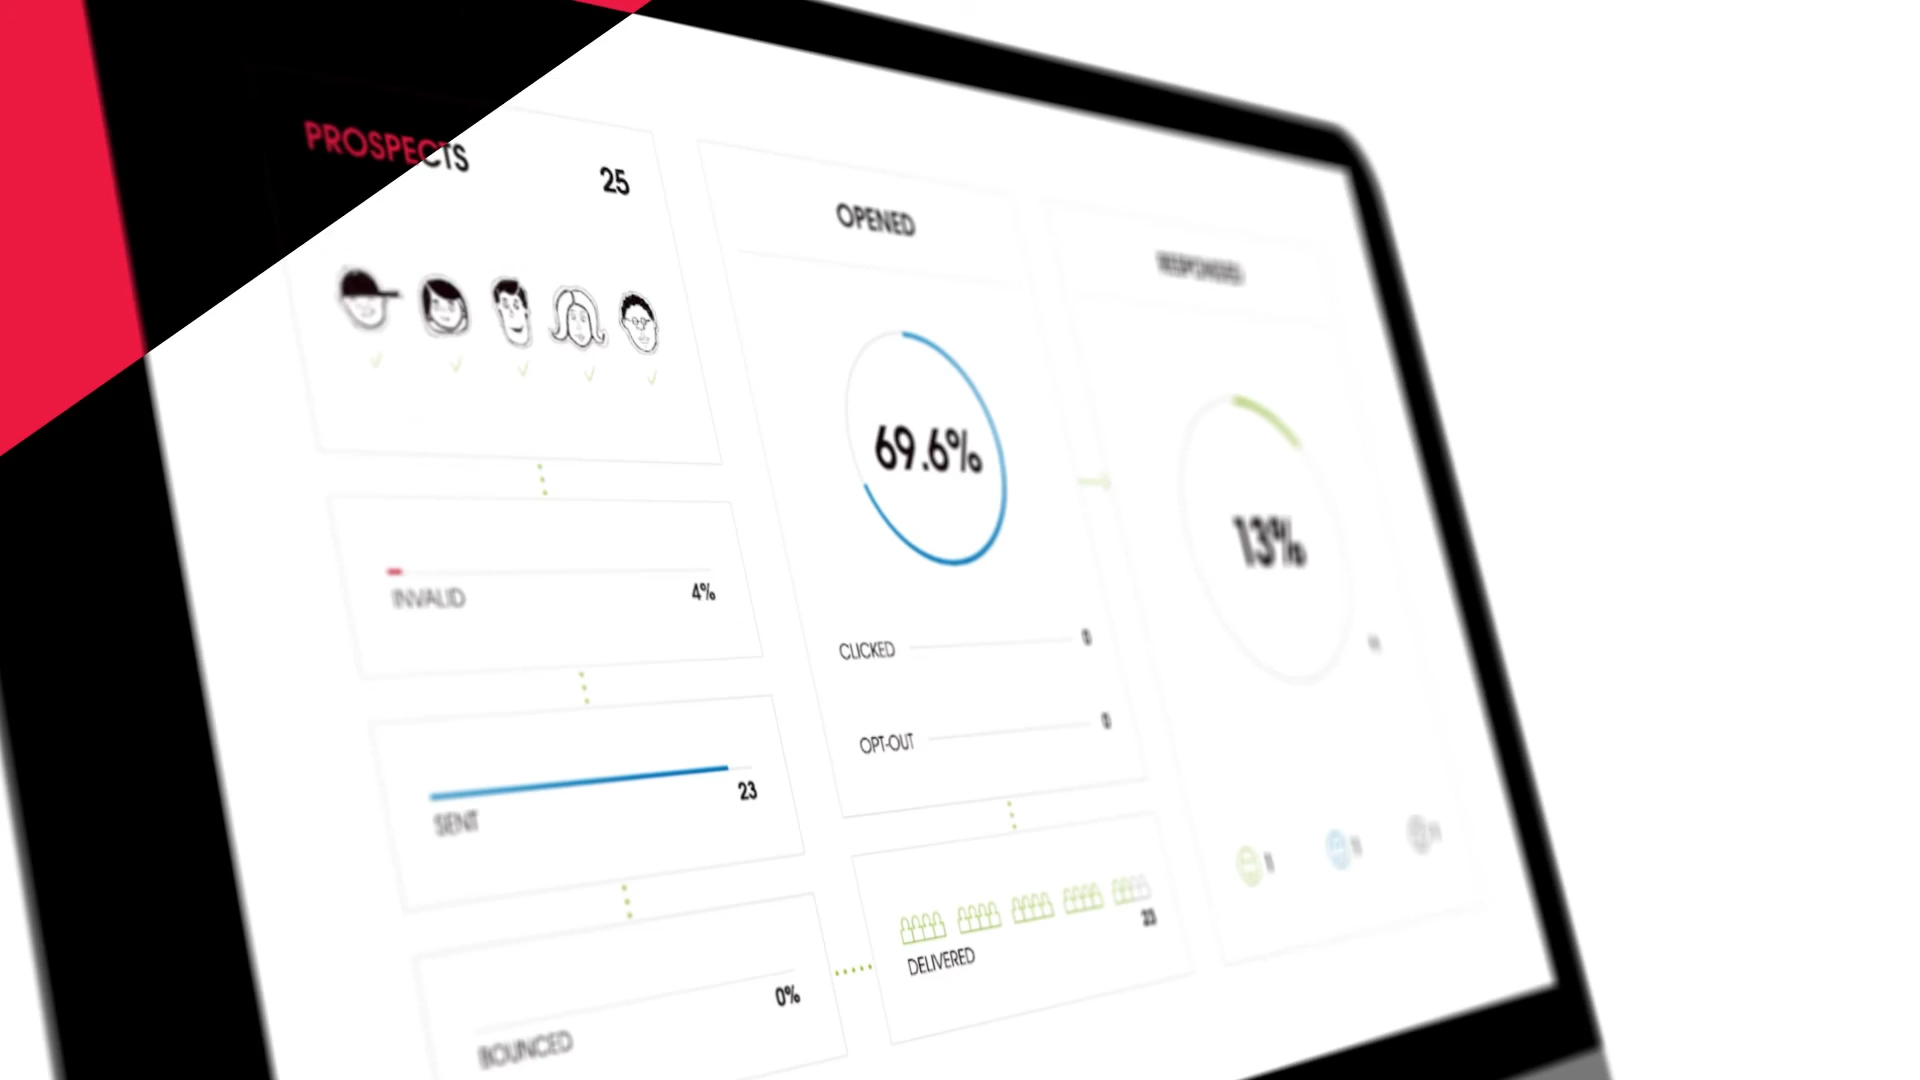 PROSPECTS
25
INVALID
4%
SENT
23
BOUNCED
0%
OPENED
69.6%
CLICKED
0
OPT-OUT
0
DELIVERED
23
RESPONDED
13%